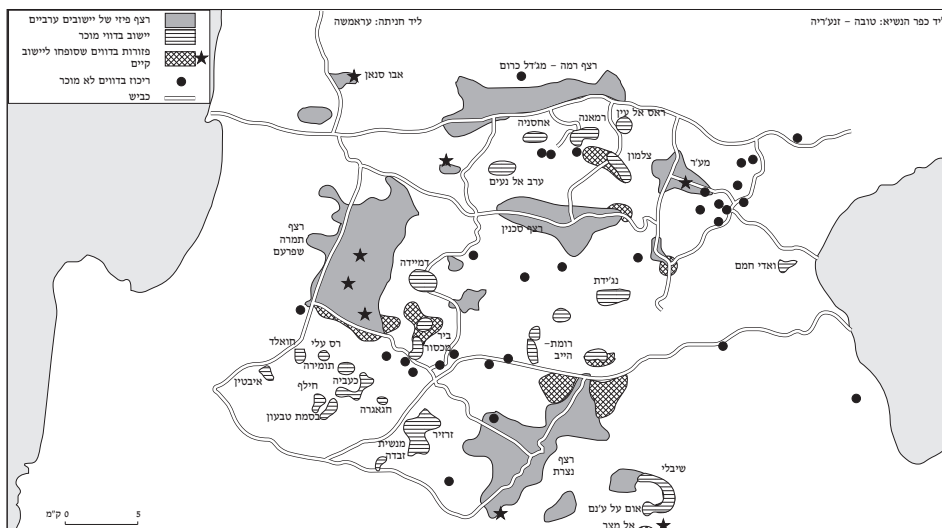 רצף פיזי של יישובים ערביים
יישוב בדווי מוכר
פזורות בדווים שסופחו ליישוב
קיים
ריכוז בדווים לא מוכר
כביש
ליד חניתה: עראמשה
ליד כפר הנשיא: טובה – זנע'ריה
אבו סנאן
רצף רמה – מג'דל כרום
ראס אל עין
רמאנה
אחסניה
צלמון
מע'ר
ערב אל נעים
רצף סכנין
רצף
תמרה
שפרעם
דמיידה
ואדי חמם
נג'ידת
ביר
מכסור
רומת–
הייב
חואלד
רס עלי
תומירה
איבטין
כעביה
חילף
חגאגרה
בסמת טבעון
זרזיר
מנשית
זבדה
רצף
נצרת
שיבלי
אום על ע'נם
אל מצר
ק"מ 0 5